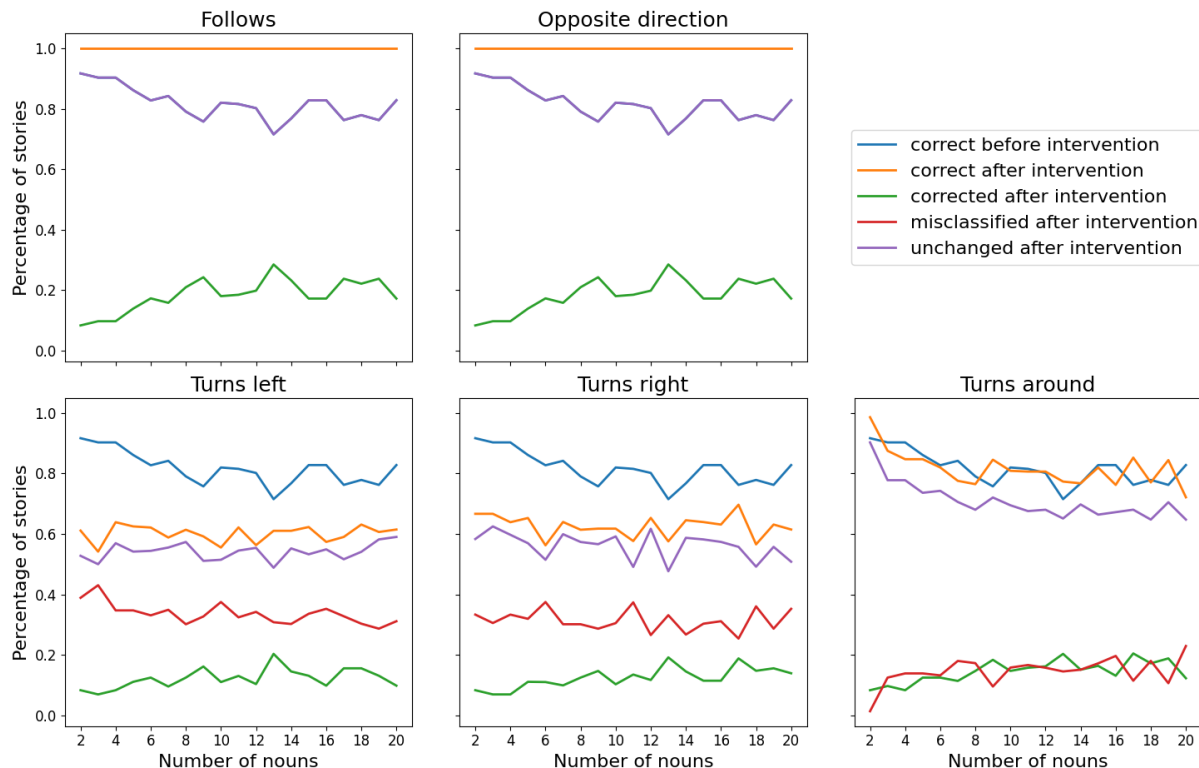 Follows
Opposite direction
Percentage of stories
1.0
0.8
0.6
0.4
0.2
0.0
correct before intervention
correct after intervention
corrected after intervention
misclassified after intervention
unchanged after intervention
Turns left
Turns right
Turns around
Percentage of stories
1.0
0.8
0.6
0.4
0.2
0.0
2 4 6 8 10 12 14 16 18 20
2 4 6 8 10 12 14 16 18 20
2 4 6 8 10 12 14 16 18 20
Number of nouns
Number of nouns
Number of nouns